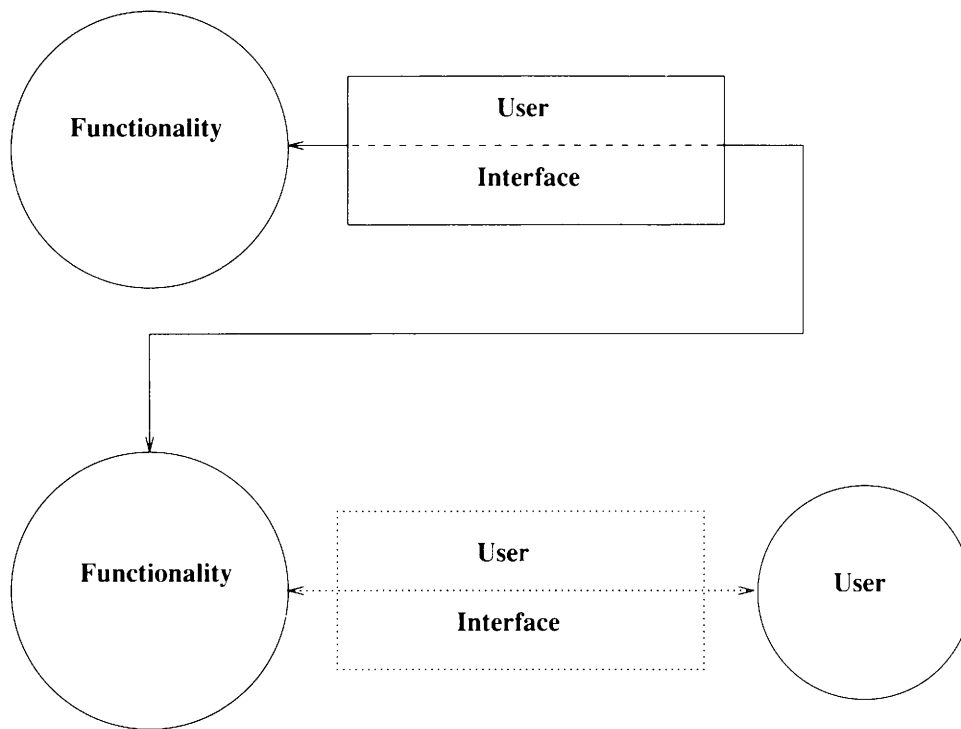 Functionality
User
Interface
Functionality
User
Interface
User